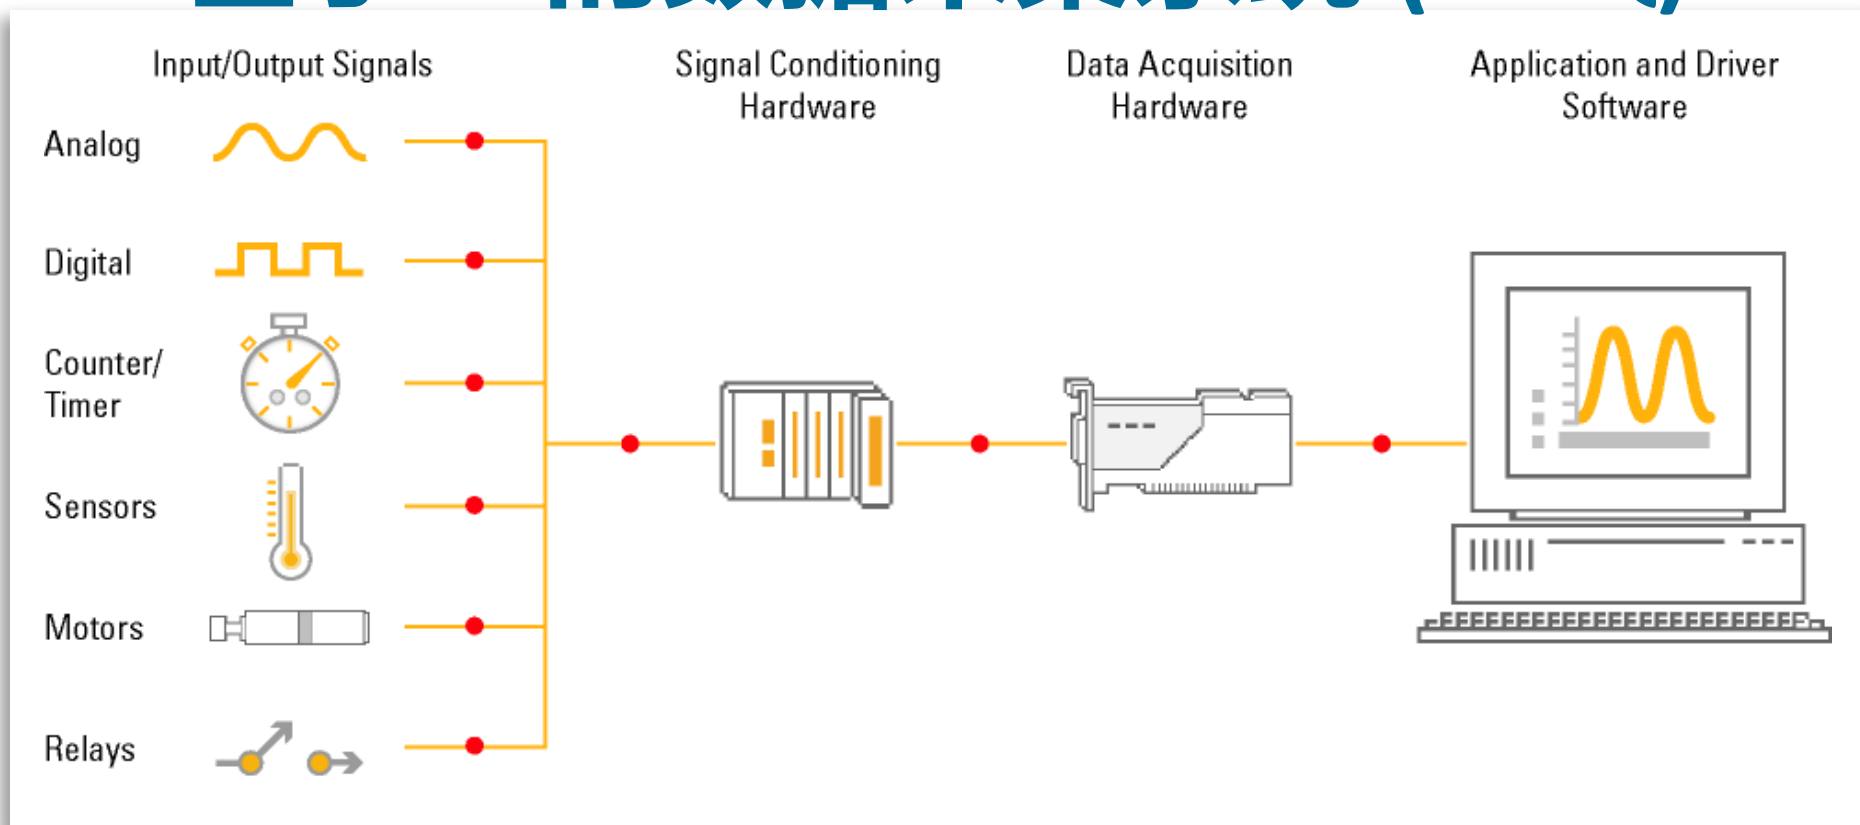 Input/Output Signals
Signal Conditioning
Hardware
Data Acquisition
Hardware
Application and Driver
Software
Analog
Digital
Counter/
Timer
Sensors
Motors
Relays